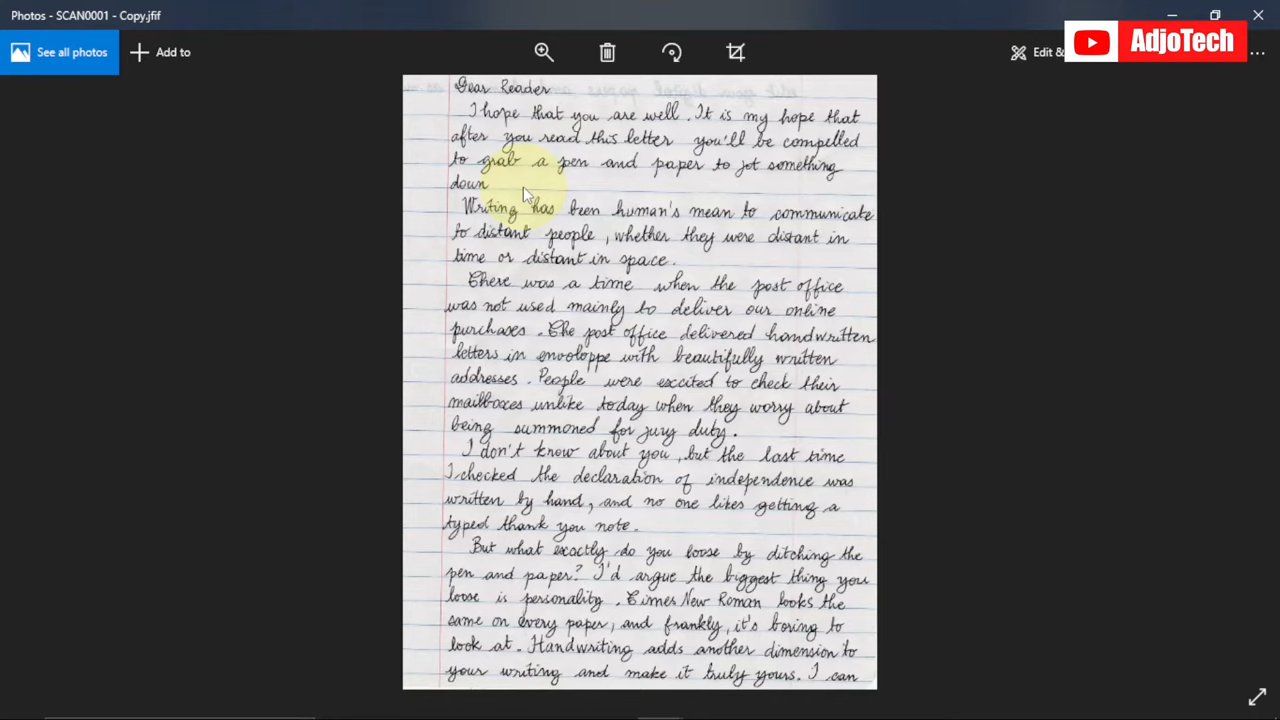 Photos - SCAN0001 - Copy.jfif
See all photos
Add to
Edit &
AdjoTech
Dear Reader
I hope that you are well. It is my hope that
after you read this letter you'll be compelled
to grab a pen and paper to jot something
down
Writing has been human's mean to communicate
to distant people, whether they were distant in
time or distant in space.
There was a time when the post office
was not used mainly to deliver our online
purchases. The post office delivered handwritten
letters in enveloppe with beautifully written
addresses. People were excited to check their
mailboxes unlike today when they worry about
being summoned for jury duty.
I don't know about you, but the last time
I checked the declaration of independence was
written by hand, and no one likes getting a
typed thank you note.
But what exactly do you loose by ditching the
pen and paper? I'd argue the biggest thing you
loose is personality. Times New Roman looks the
same on every paper, and frankly, it's boring to
look at. Handwriting adds another dimension to
your writing and make it truly yours. I can